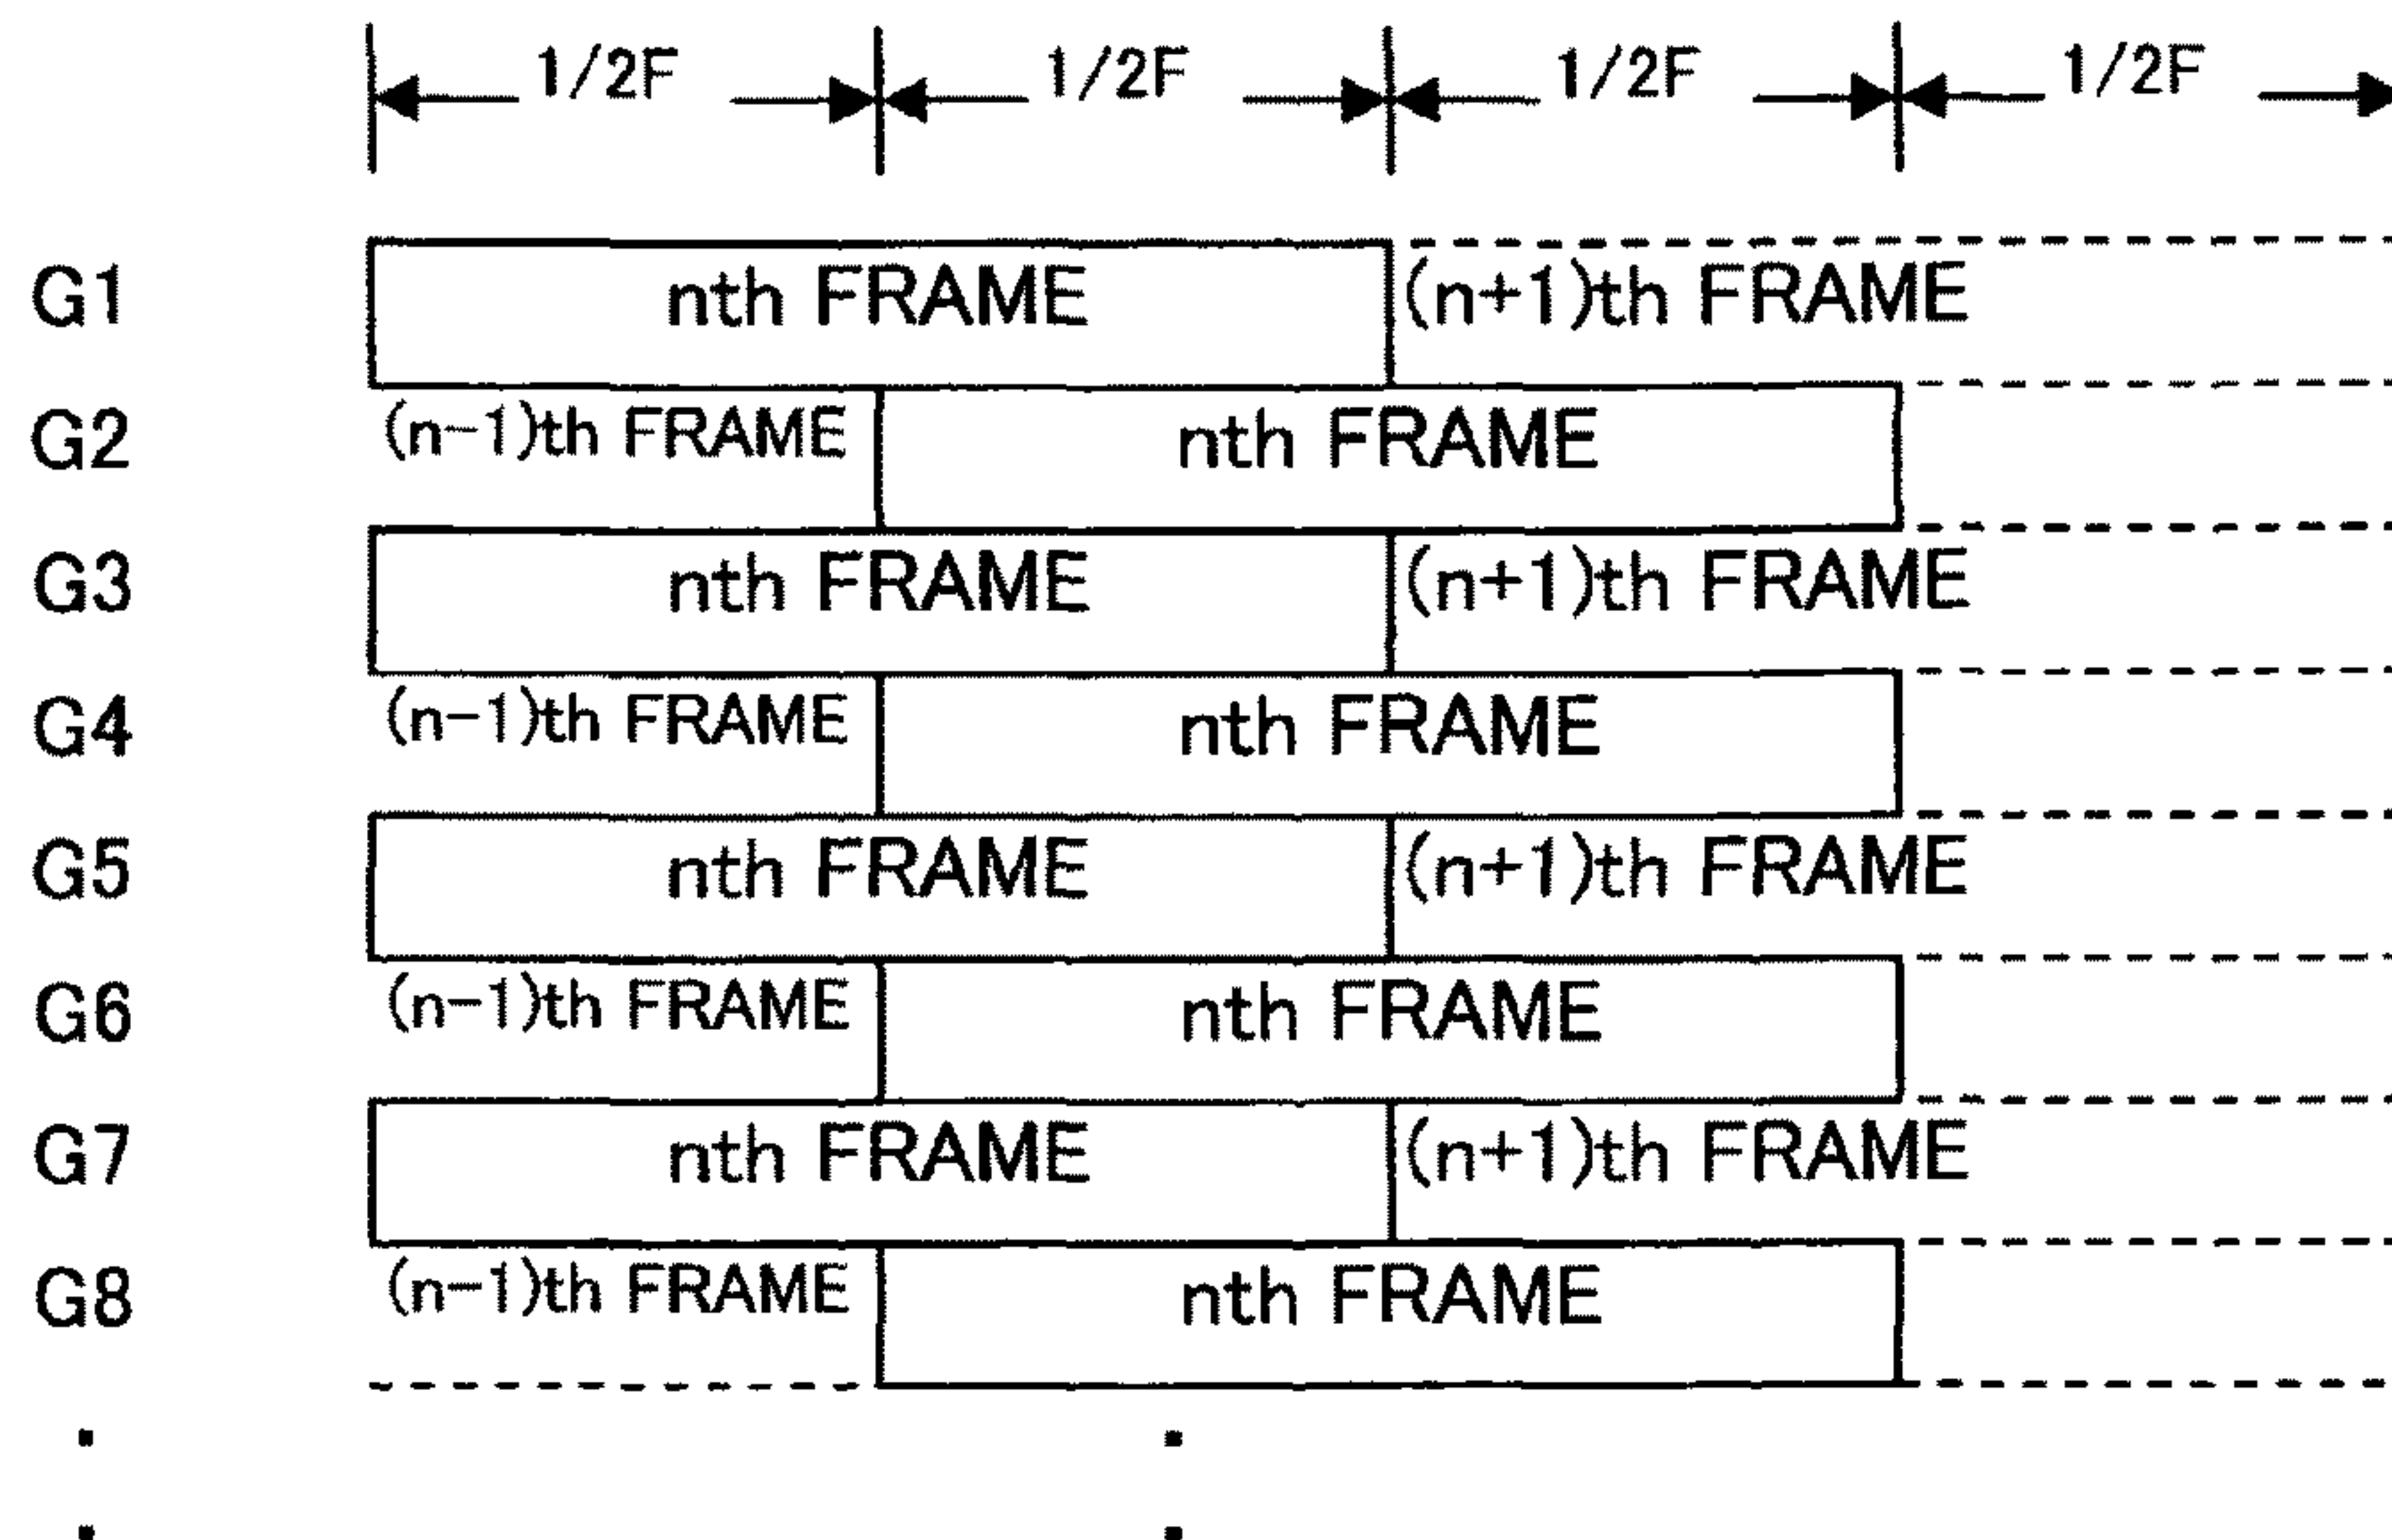 1/2F 1/2F 1/2F 1/2F
G1 nth FRAME (n+1)th FRAME
G2 (n-1)th FRAME nth FRAME
G3 nth FRAME (n+1)th FRAME
G4 (n-1)th FRAME nth FRAME
G5 nth FRAME (n+1)th FRAME
G6 (n-1)th FRAME nth FRAME
G7 nth FRAME (n+1)th FRAME
G8 (n-1)th FRAME nth FRAME